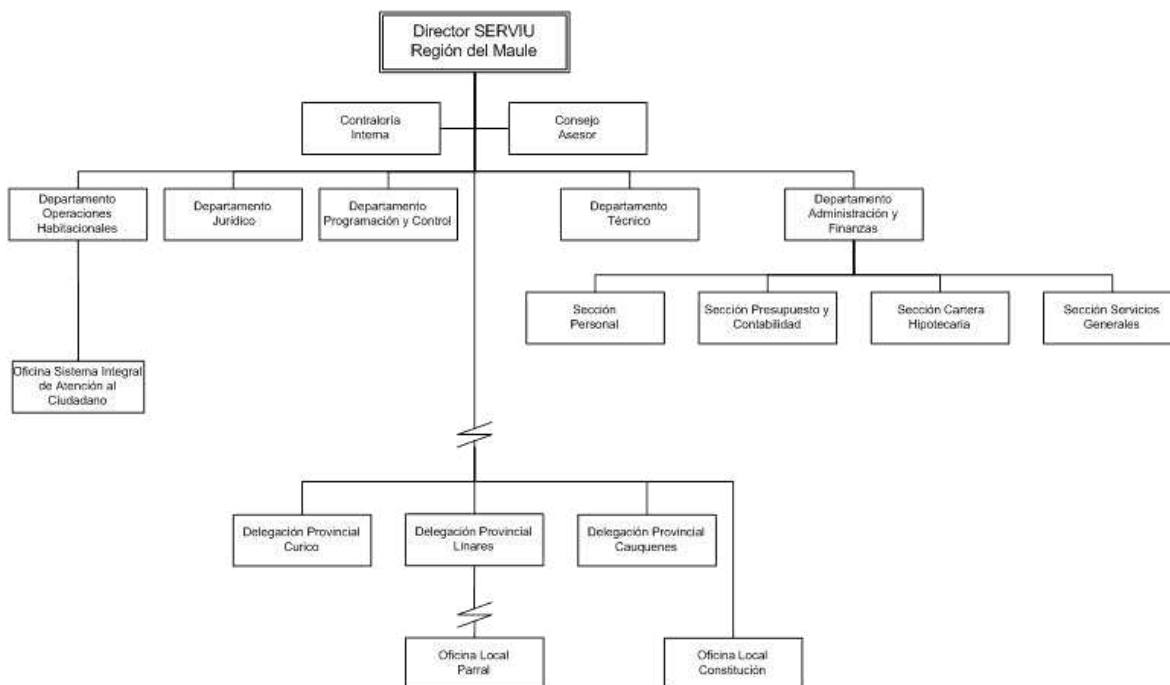 Director SERVIU
Región del Maule
Contraloría
Interna
Consejo
Asesor
Departamento
Operaciones
Habitacionales
Departamento
Jurídico
Departamento
Programación y Control
Departamento
Técnico
Departamento
Administración y
Finanzas
Sección
Personal
Sección Presupuesto y
Contabilidad
Sección Cartera
Hipotecaria
Sección Servicios
Generales
Oficina Sistema Integral
de Atención al
Ciudadano
Delegación Provincial
Curico
Delegación Provincial
Linares
Delegación Provincial
Cauquenes
Oficina Local
Parral
Oficina Local
Constitución